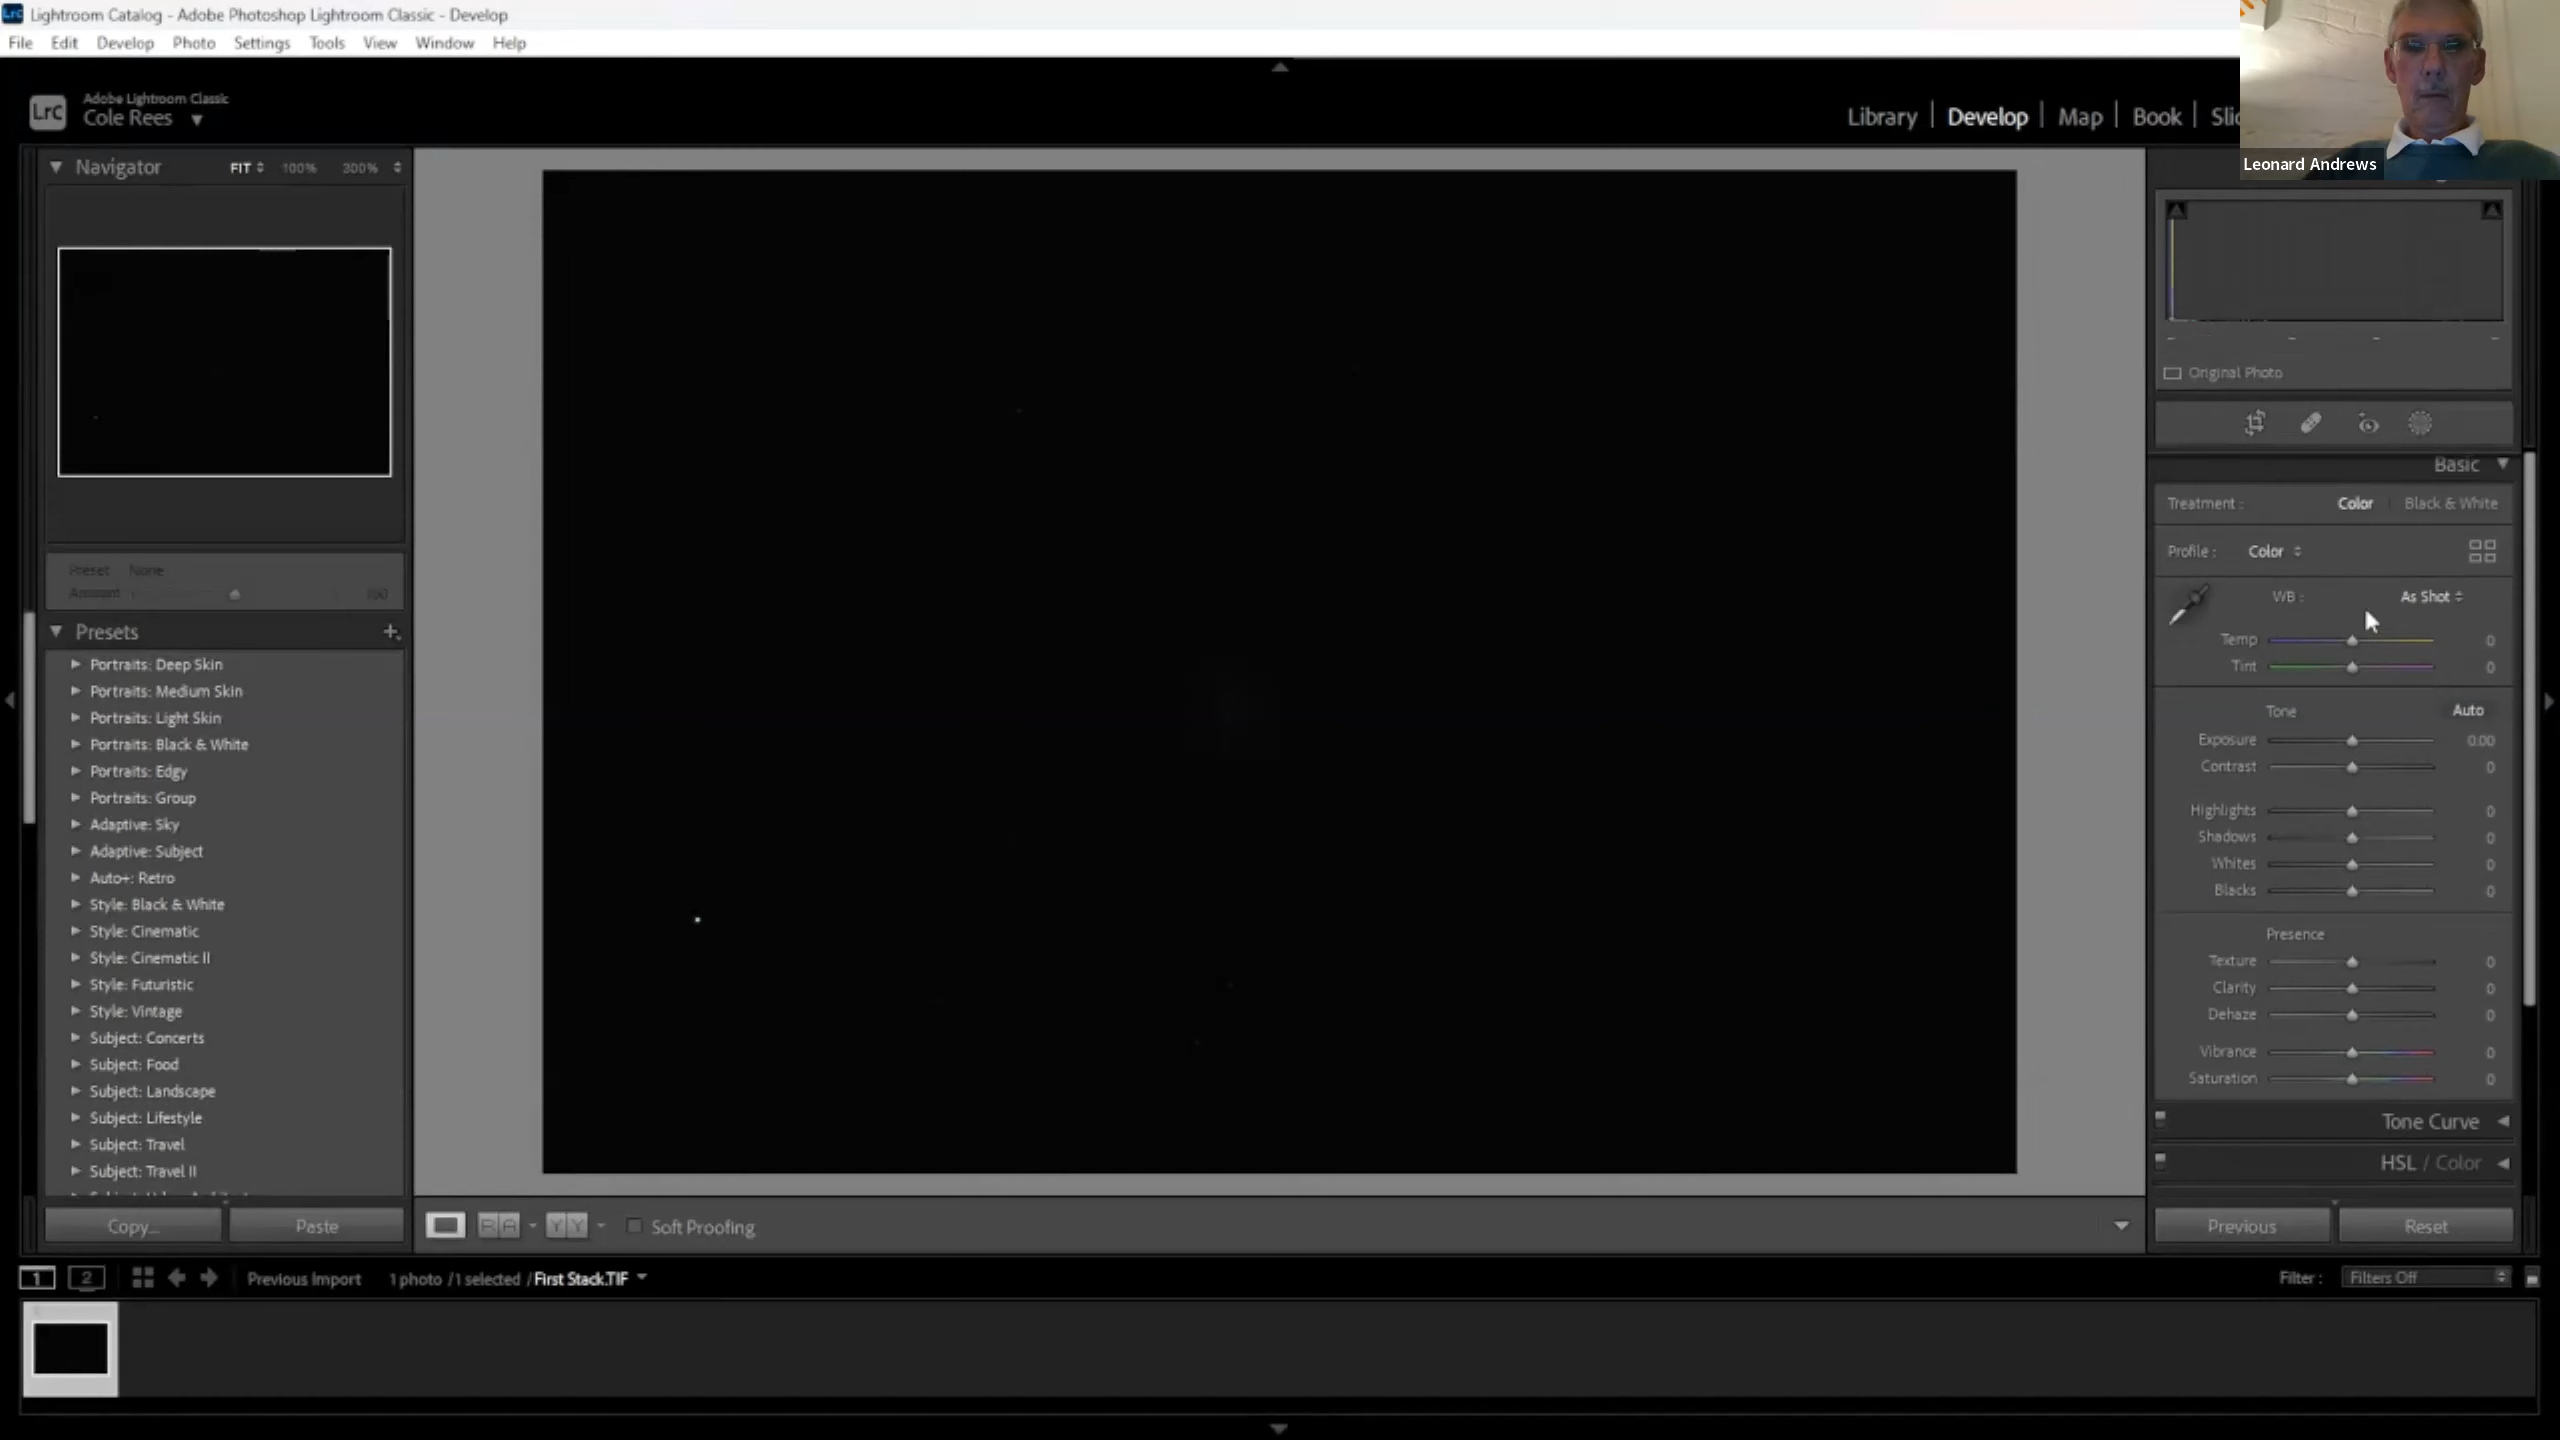 Lightroom Catalog - Adobe Photoshop Lightroom Classic - Develop
File Edit Develop Photo Settings Tools View Window Help
LrC
Adobe Lightroom Classic
Cole Rees
Library | Develop | Map | Book |
Leonard Andrews
Navigator FIT 100% 300%
Original Photo
Basic
Treatment : Color Black & White
Profile : Color
WB : As Shot
Temp 0
Tint 0
Tone Auto
Exposure 0.00
Contrast 0
Highlights 0
Shadows 0
Whites 0
Blacks 0
Presence
Texture 0
Clarity 0
Dehaze 0
Vibrance 0
Saturation 0
Tone Curve
HSL / Color
Previous Reset
Preset None
Amount
Presets
Portraits: Deep Skin
Portraits: Medium Skin
Portraits: Light Skin
Portraits: Black & White
Portraits: Edgy
Portraits: Group
Adaptive: Sky
Adaptive: Subject
Auto+: Retro
Style: Black & White
Style: Cinematic
Style: Cinematic II
Style: Futuristic
Style: Vintage
Subject: Concerts
Subject: Food
Subject: Landscape
Subject: Lifestyle
Subject: Travel
Subject: Travel II
Copy... Paste
R A Y Y Soft Proofing
1 2 Previous Import 1 photo / 1 selected / First Stack.TIF
Filter : Filters Off